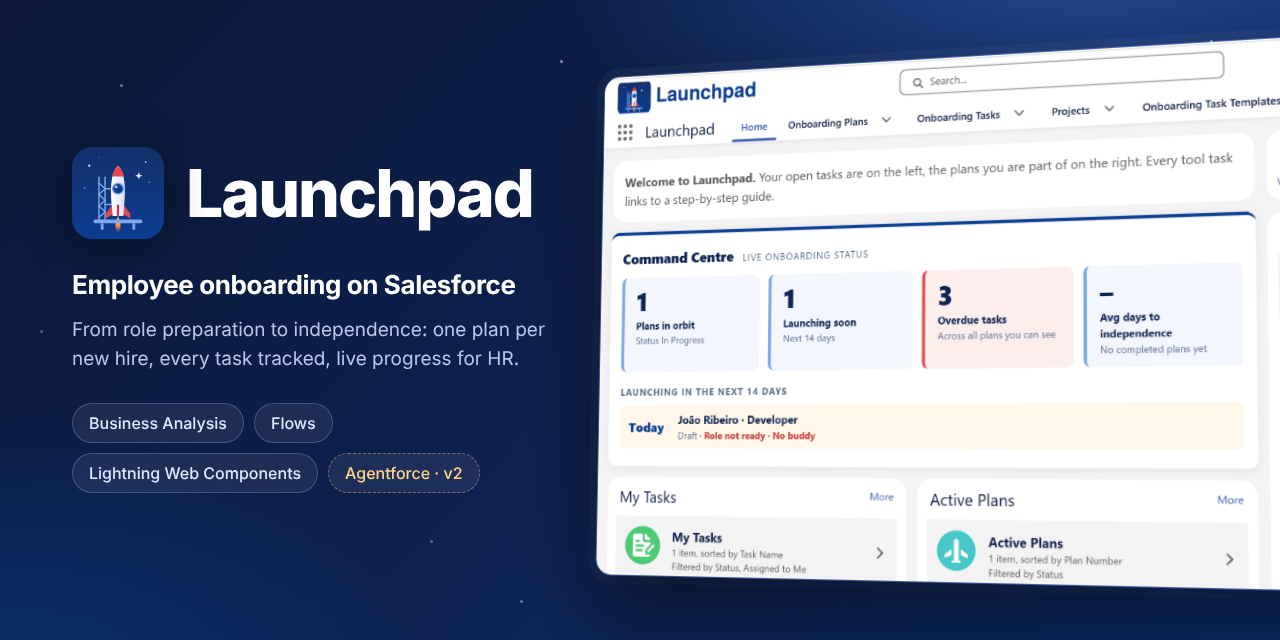 Launchpad
Employee onboarding on Salesforce
From role preparation to independence: one plan per
new hire, every task tracked, live progress for HR.
Business Analysis
Flows
Lightning Web Components
Agentforce · v2
Launchpad
Search...
Launchpad
Home
Onboarding Plans
Onboarding Tasks
Projects
Onboarding Task Templates
Welcome to Launchpad. Your open tasks are on the left, the plans you are part of on the right. Every tool task
links to a step-by-step guide.
Command Centre LIVE ONBOARDING STATUS
1
Plans in orbit
Status In Progress
1
Launching soon
Next 14 days
3
Overdue tasks
Across all plans you can see
–
Avg days to
independence
No completed plans yet
LAUNCHING IN THE NEXT 14 DAYS
Today
João Ribeiro · Developer
Draft · Role not ready · No buddy
My Tasks
More
My Tasks
1 item, sorted by Task Name
Filtered by Status, Assigned to Me
Active Plans
More
Active Plans
1 item, sorted by Plan Number
Filtered by Status